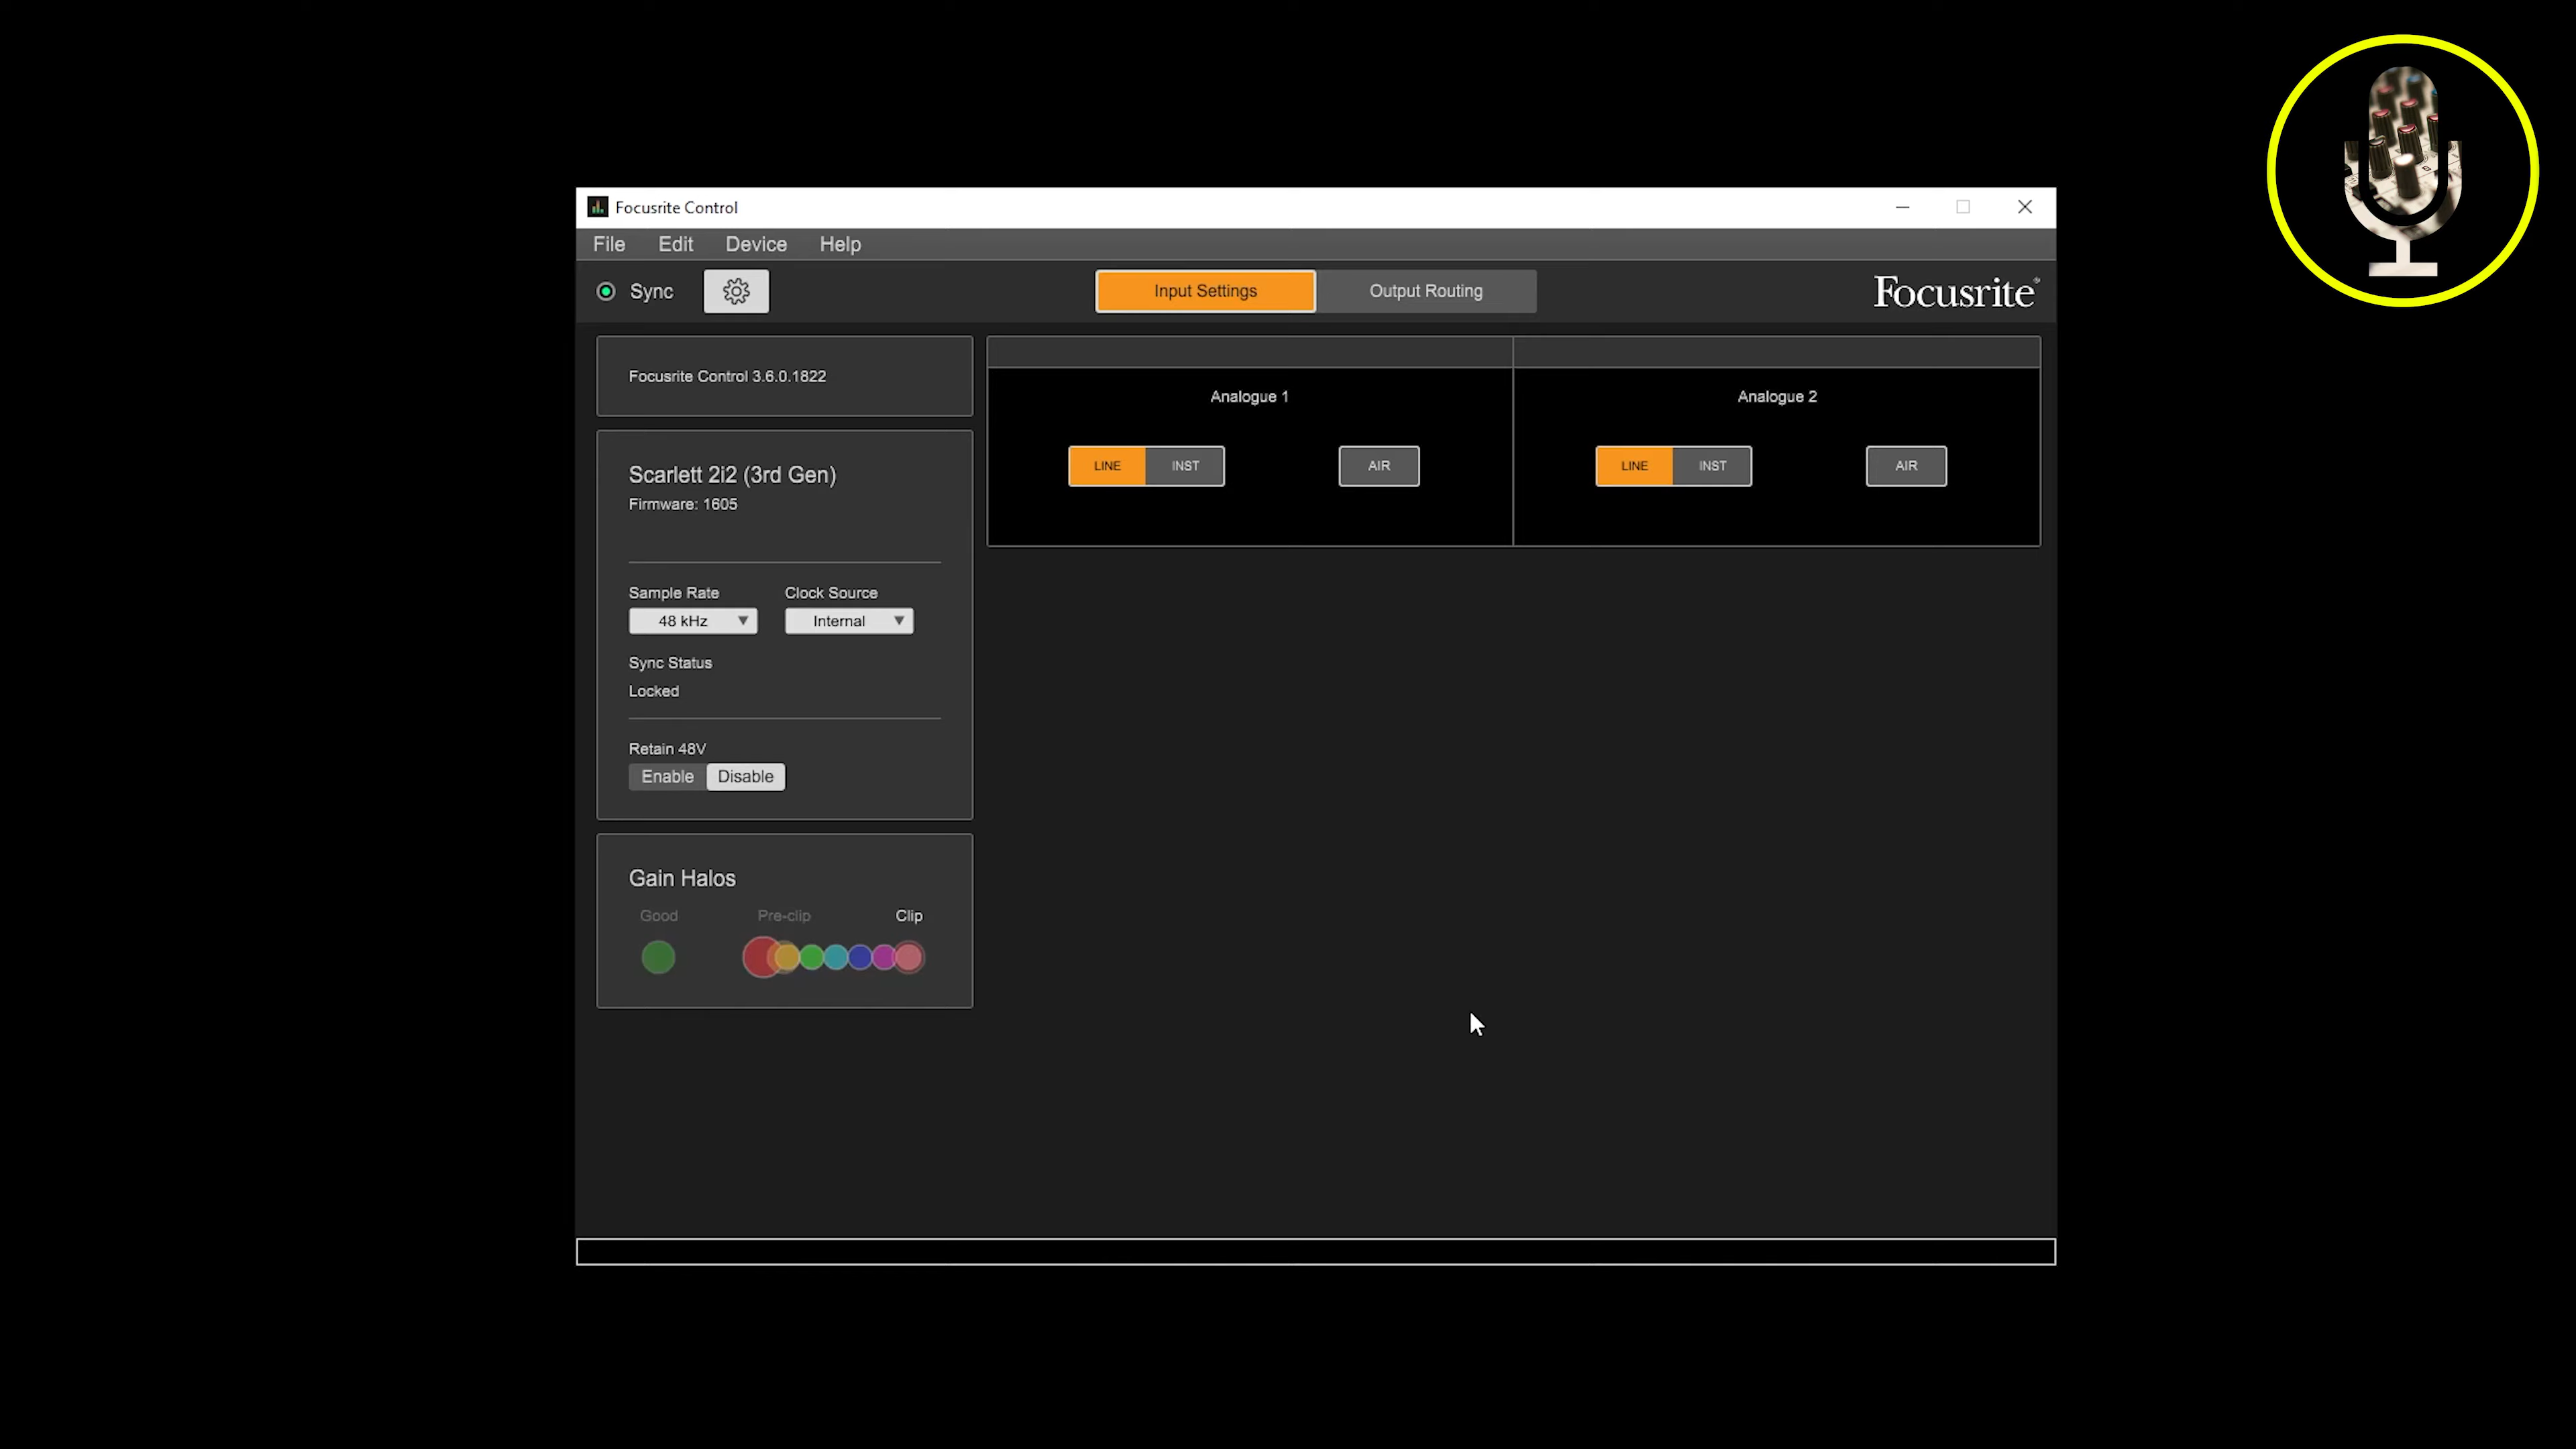 Focusrite Control
File Edit Device Help
Sync
Input Settings Output Routing
Focusrite
Focusrite Control 3.6.0.1822
Analogue 1 Analogue 2
LINE INST AIR LINE INST AIR
Scarlett 2i2 (3rd Gen)
Firmware: 1605
Sample Rate Clock Source
48 kHz Internal
Sync Status
Locked
Retain 48V
Enable Disable
Gain Halos
Good Pre-clip Clip